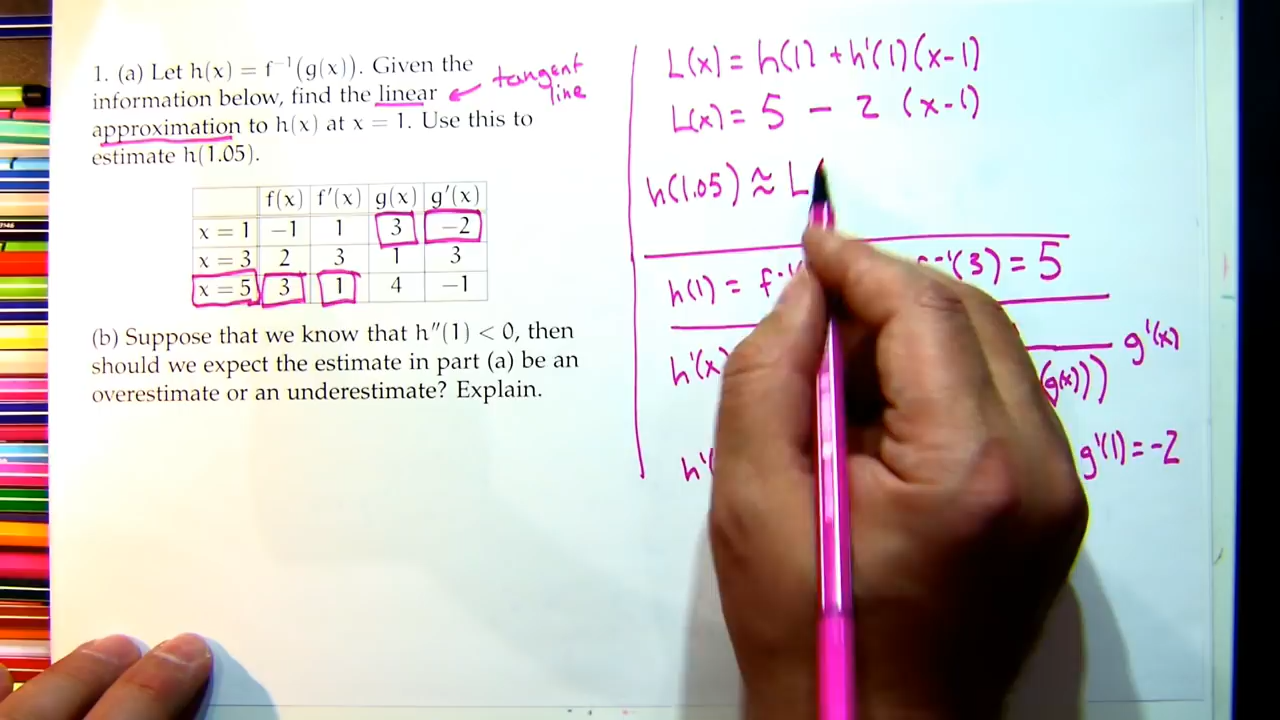 1. (a) Let h(x) = f⁻¹(g(x)). Given the
information below, find the linear
approximation to h(x) at x = 1. Use this to
estimate h(1.05).
tangent
line
f(x) f′(x) g(x) g′(x)
x = 1 −1 1 3 −2
x = 3 2 3 1 3
x = 5 3 1 4 −1
(b) Suppose that we know that h″(1) < 0, then
should we expect the estimate in part (a) be an
overestimate or an underestimate? Explain.
L(x) = h(1) + h'(1)(x-1)
L(x) = 5 - 2 (x-1)
h(1.05) ≈ L
h(1) = f
(3) = 5
h'(x)
g'(x)
(g(x)))
h'(
g'(1) = -2